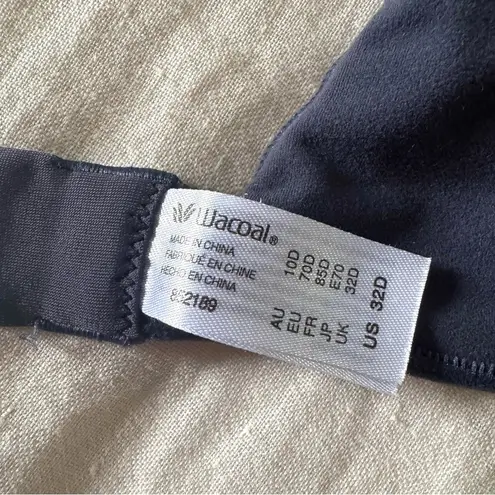 Wacoal®
MADE IN CHINA
FABRIQUÉ EN CHINE
HECHO EN CHINA
852189
AU 10D
EU 70D
FR 85D
JP E70
UK 32D
US 32D